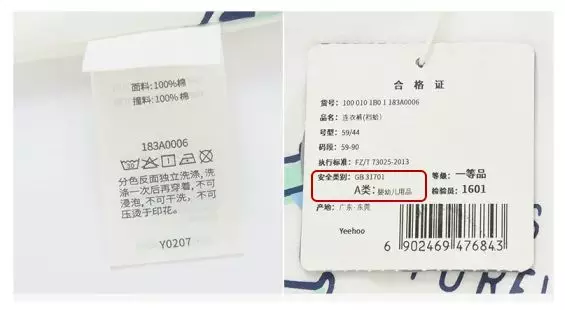 面料：100%棉
撞料：100%棉
183A0006
分色反面独立洗涤,洗
涤一次后再穿着,不可
浸泡,不可干洗,不可
压烫于印花。
Y0207
合格证
货号：100 010 1B0 1 183A0006
品名：连衣裤(裆蛤)
号型：59/44
码段：59-90
执行标准：FZ/T 73025-2013
安全类别：GB 31701
等级：一等品
A类：婴幼儿用品
检验员：1601
产地：广东·东莞
Yeehoo
6 902469 476843